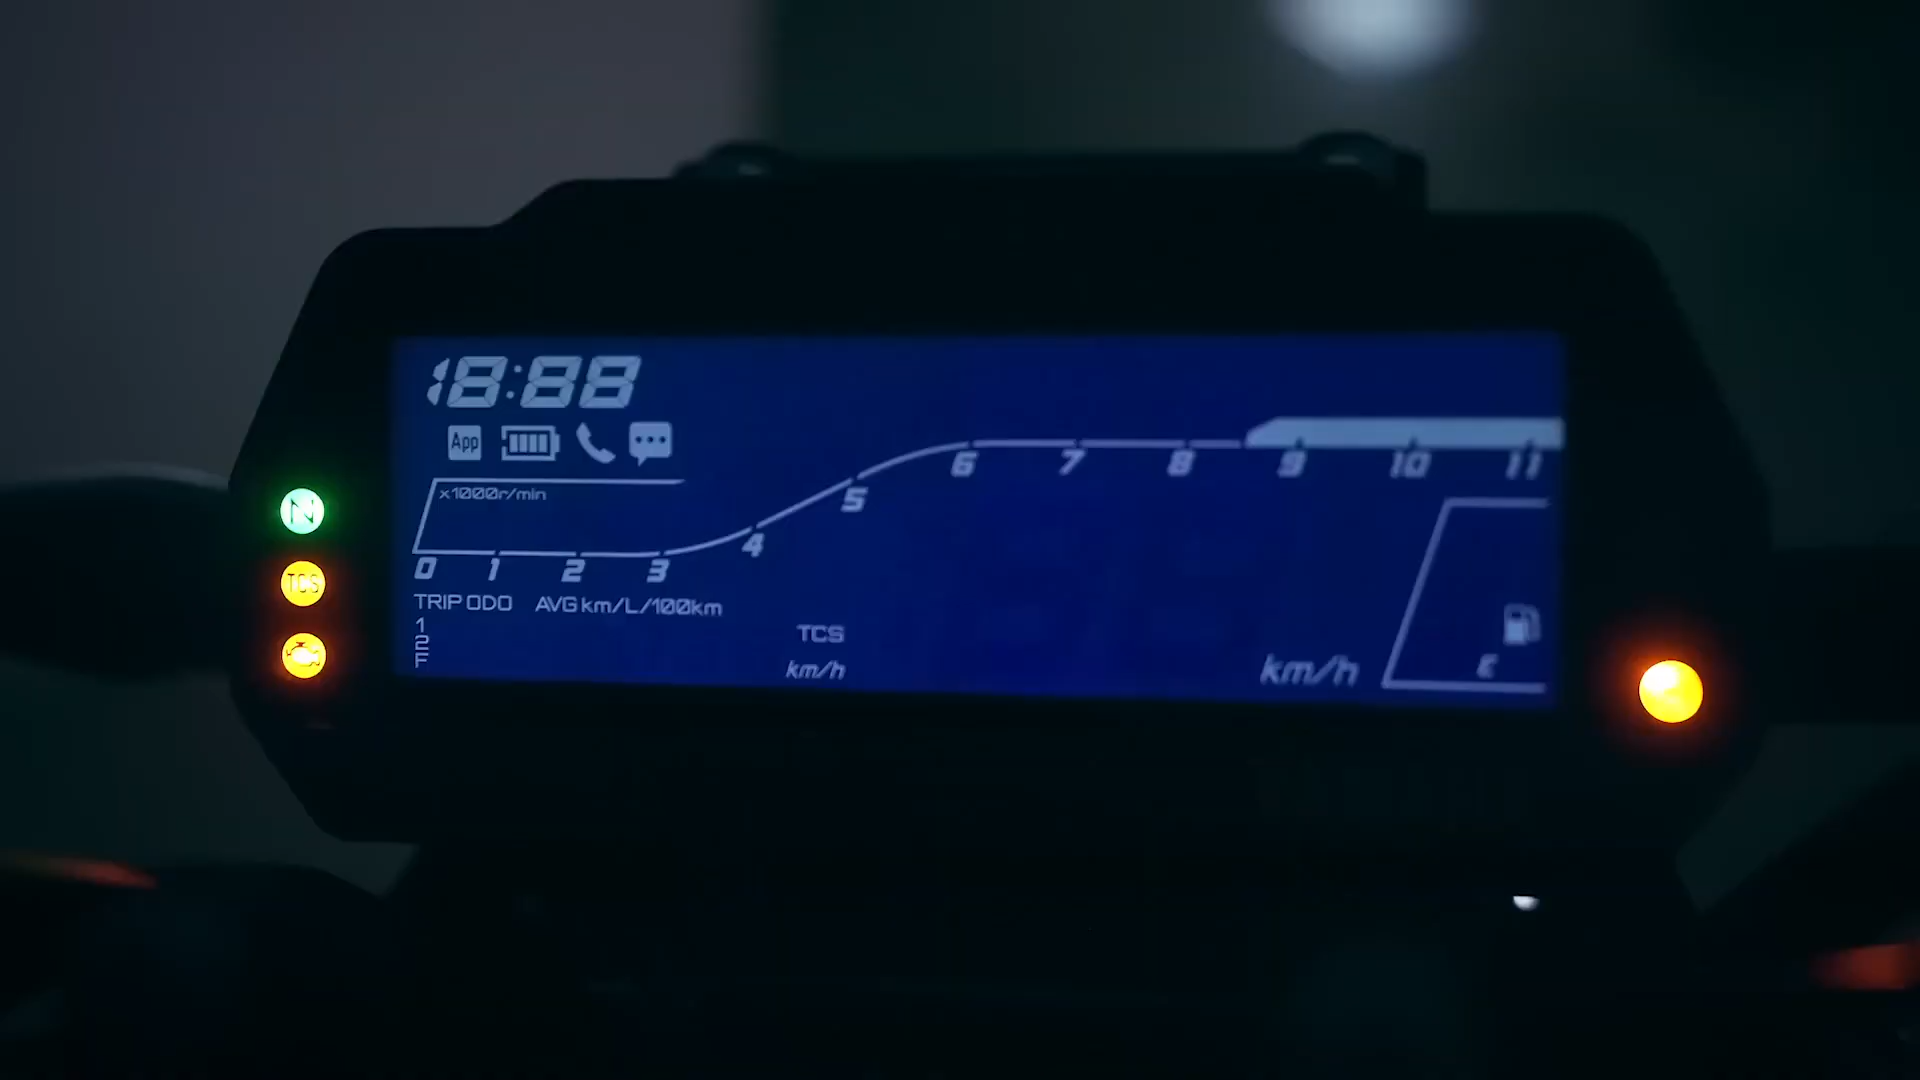 18:88
App
x1000r/min
0 1 2 3 4 5 6 7 8 9 10 11
N
TCS
TRIP ODO AVG km/L/100km
1
2
F
TCS
km/h
km/h
E